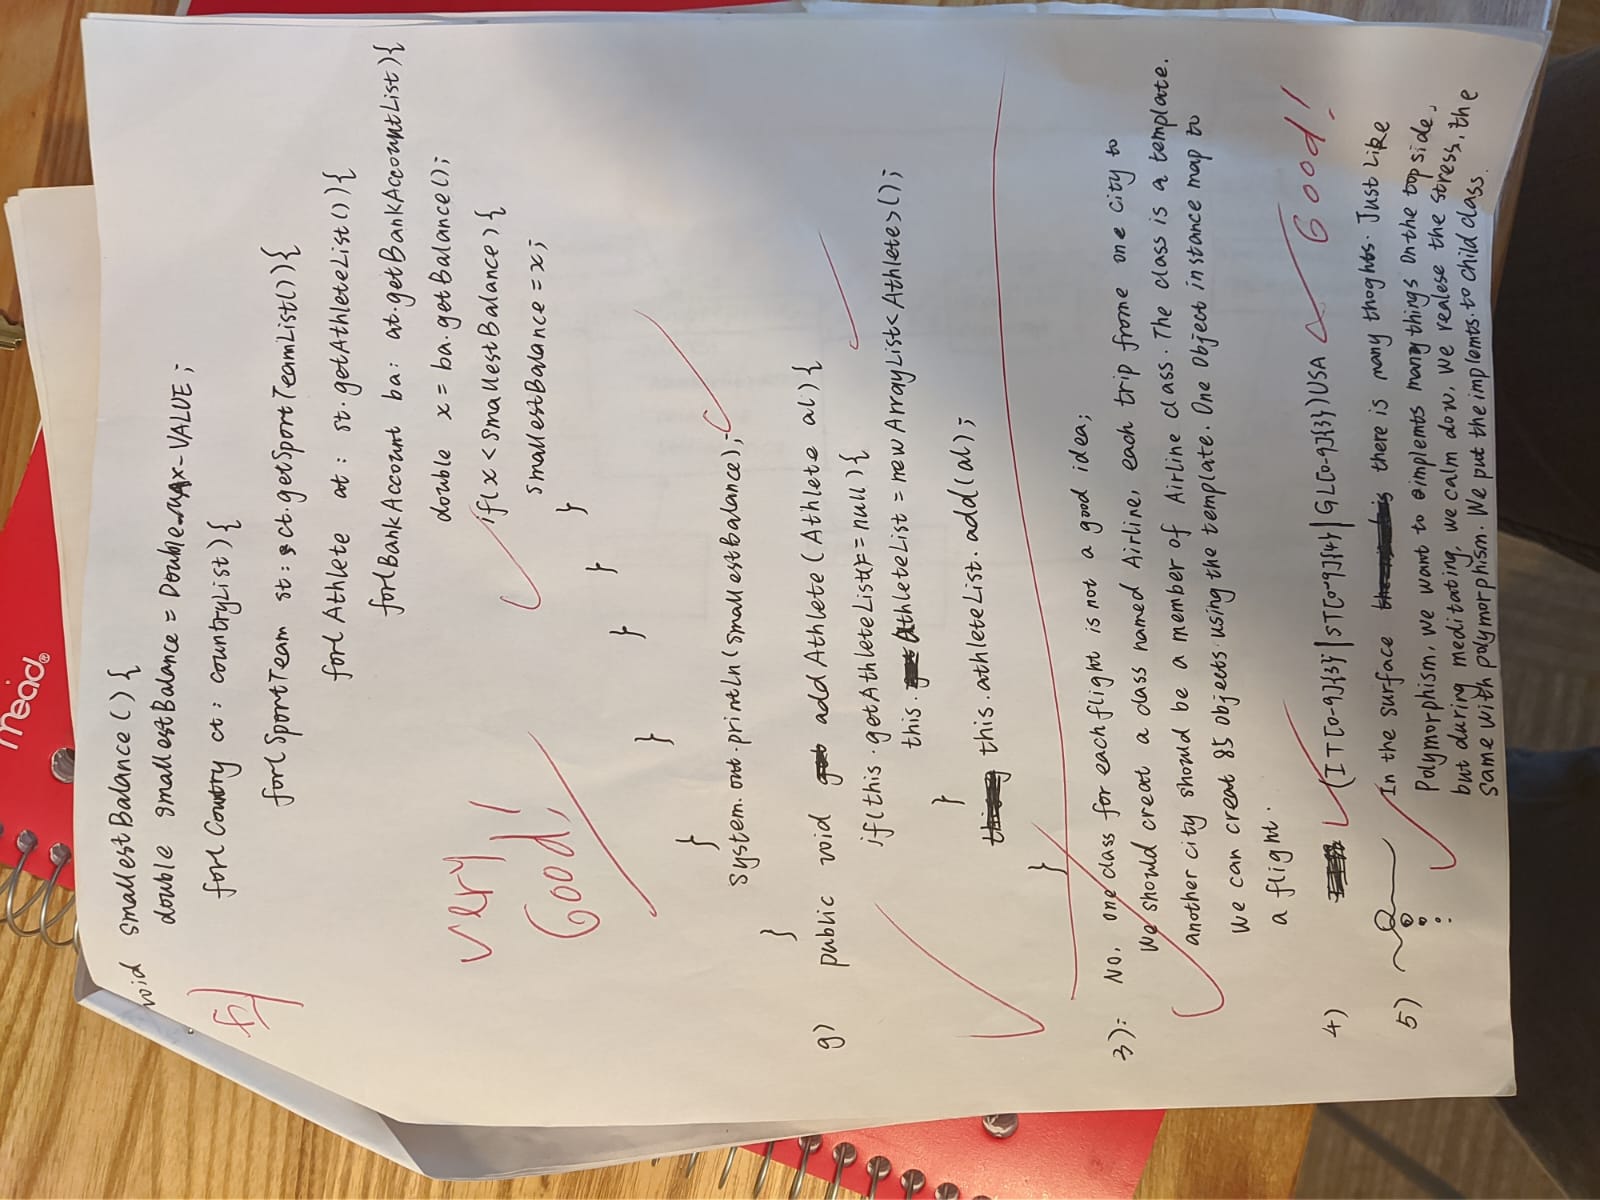 mead®
f)
void smallestBalance() {
double smallestBalance = Double.MAX-VALUE;
for(Country ct: countryList){
for(SportTeam st: ct.getSportTeamList()){
for(Athlete at: st.getAthleteList()){
for(BankAccount ba: at.getBankAccountList){
double x = ba.getBalance();
if(x < smallestBalance){
smallestBalance = x;
}
}
}
}
}
very
Good!
System.out.println(smallestBalance);
}
g) public void addAthlete(Athlete al){
if(this.getAthleteList()==null){
this.AthleteList = new ArrayList<Athlete>();
}
this.athleteList.add(al);
}
3): No, one class for each flight is not a good idea;
We should creat a class named Airline, each trip frome one city to
another city should be a member of Airline class. The class is a template.
We can creat 85 objects using the template. One Object instance map to
a flight.
4) (IT[0-9]{3}|ST[0-9]{4}|GL[0-9]{3})USA Good!
5) In the surface there is many thoghts. Just like
Polymorphism, we want to implemts many things on the top side,
but during meditating, we calm dow, we realese the stress, the
same with polymorphism. We put the implemts to child class.